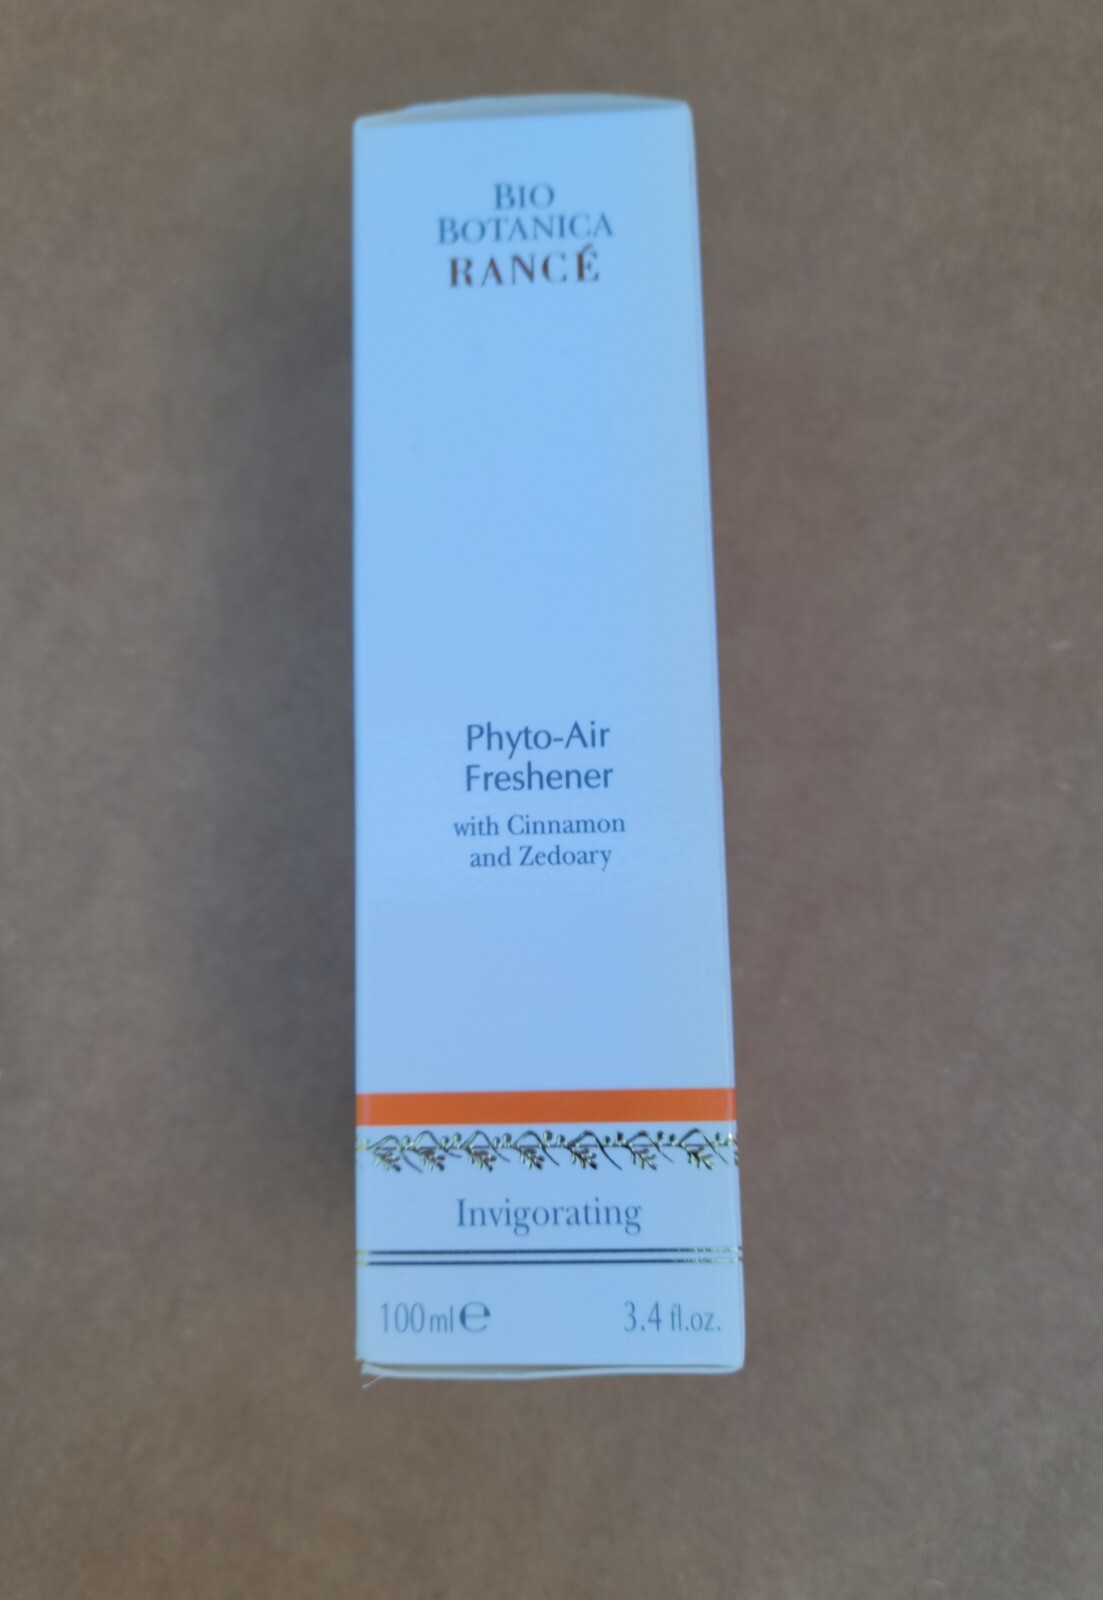 BIO
BOTANICA
RANCÉ
Phyto-Air
Freshener
with Cinnamon
and Zedoary
Invigorating
100ml℮ 3.4 fl.oz.